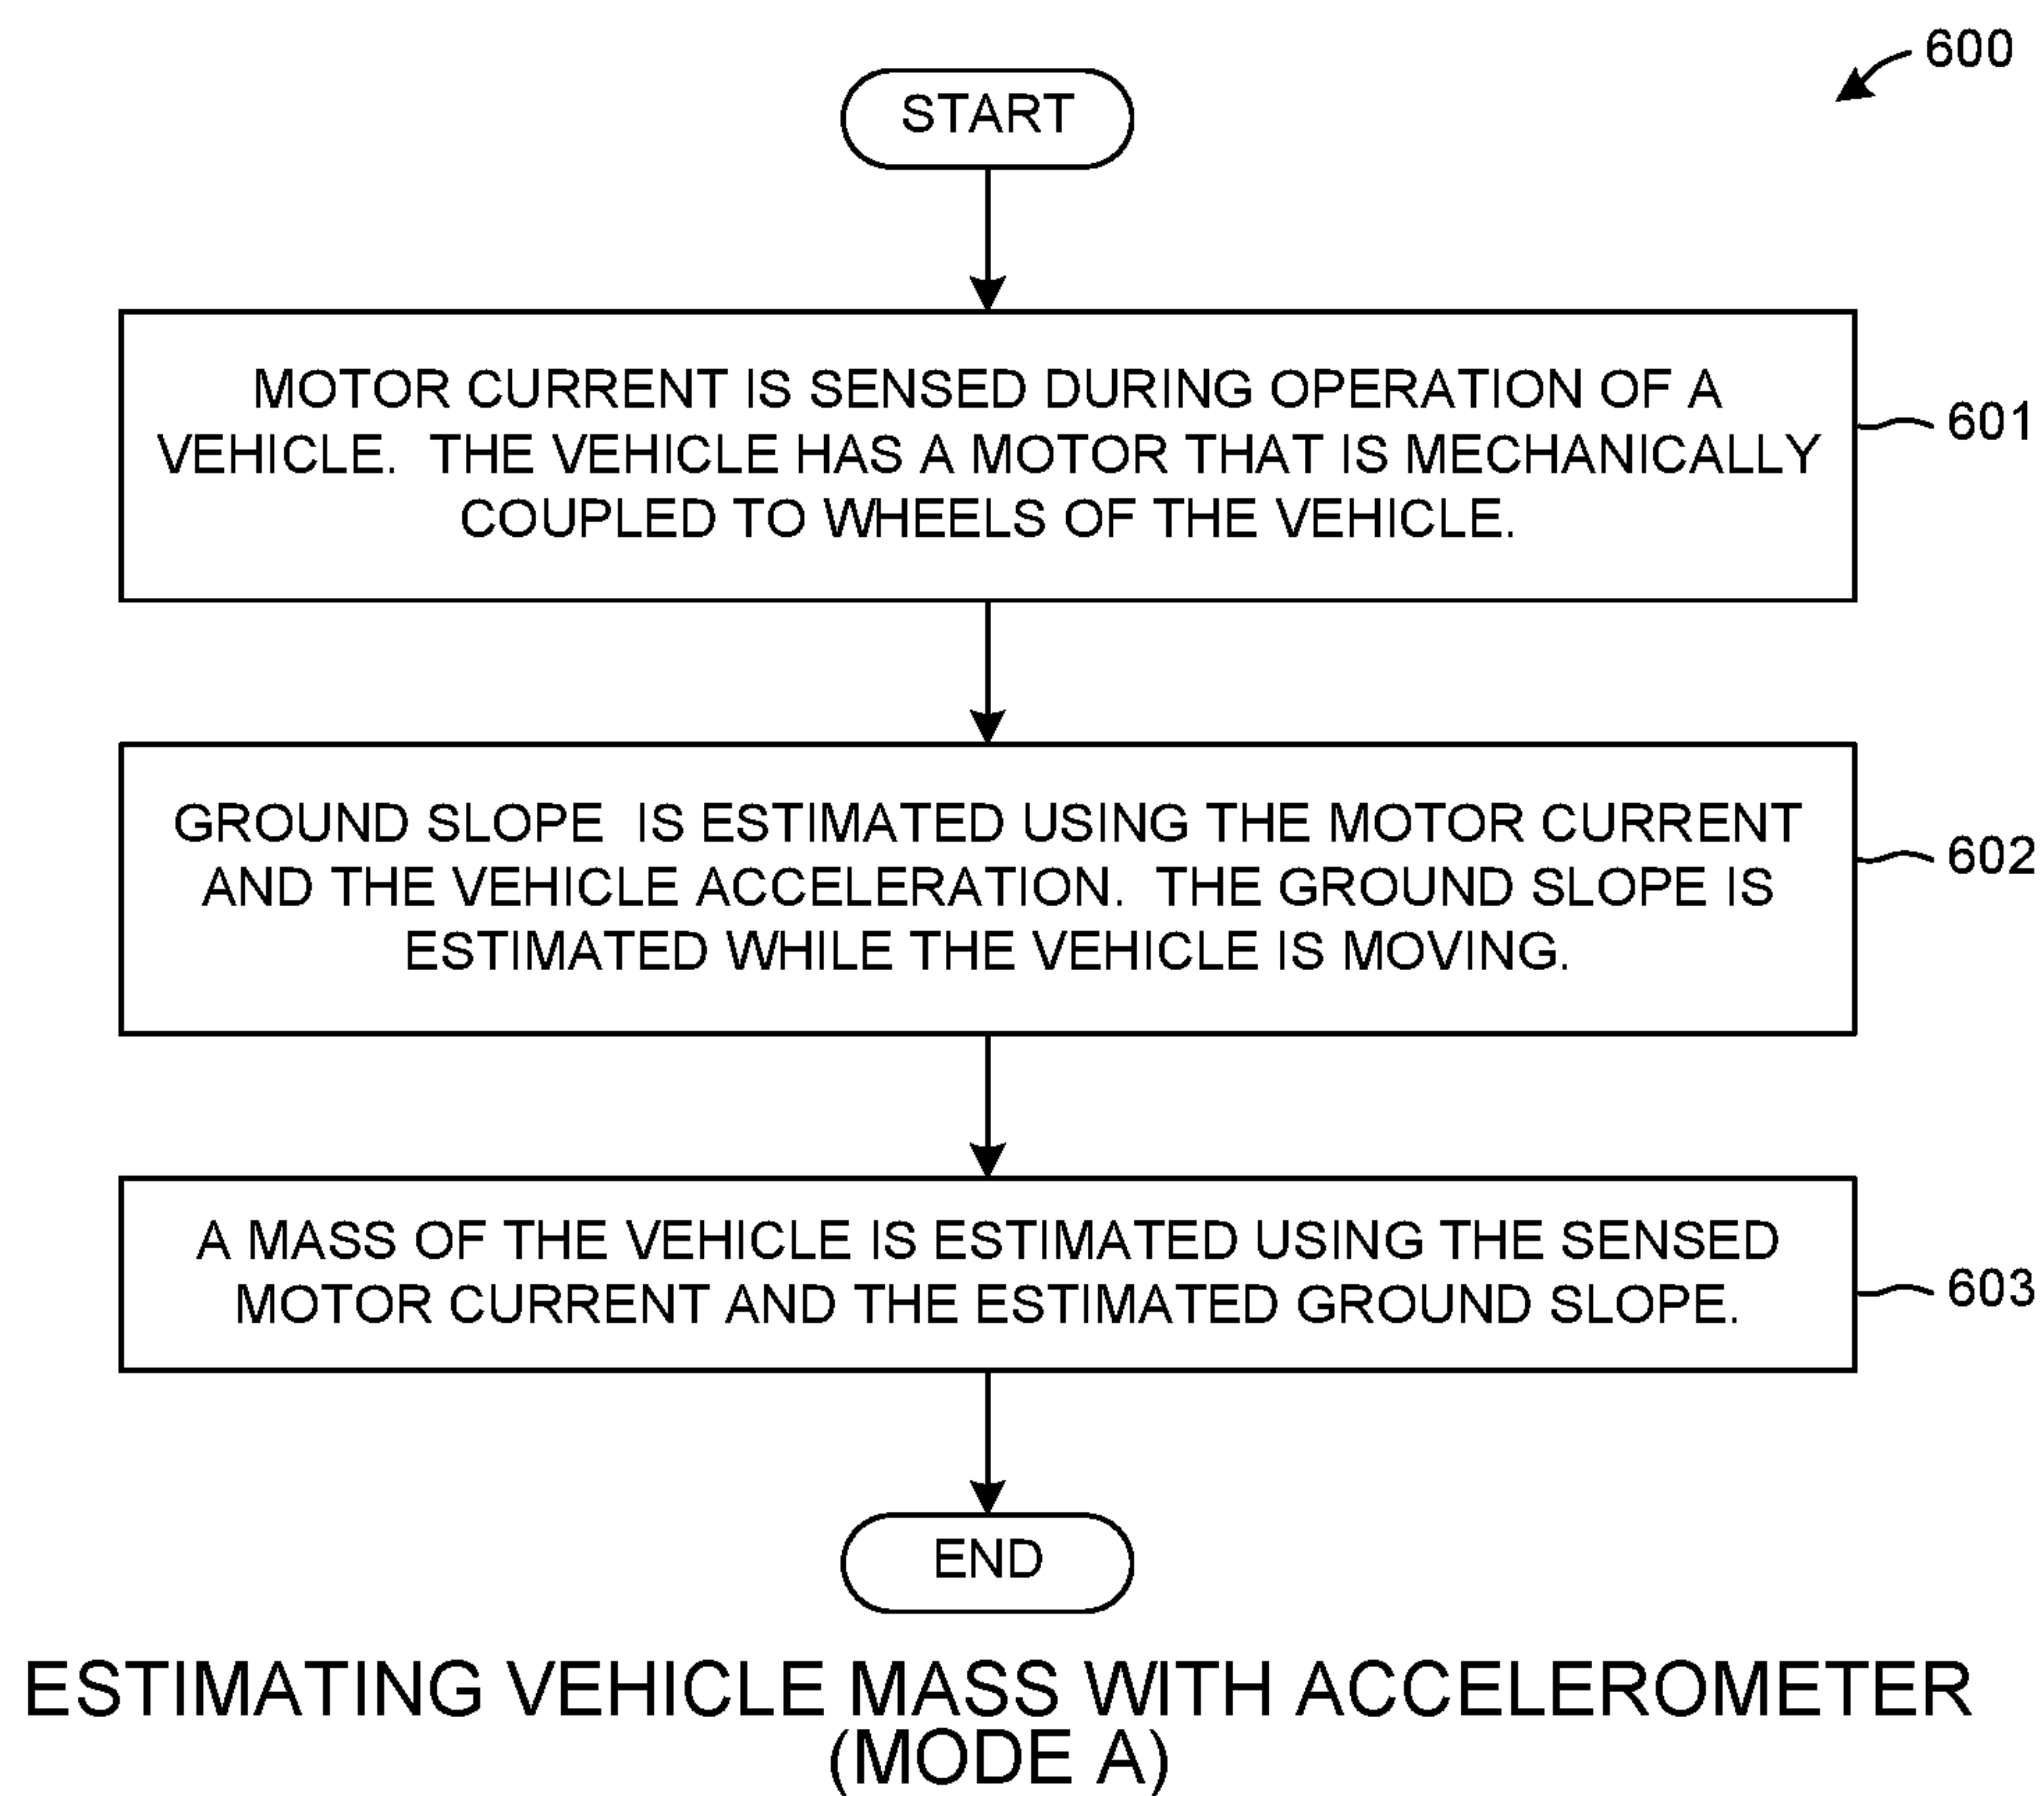 600
START
MOTOR CURRENT IS SENSED DURING OPERATION OF A
VEHICLE. THE VEHICLE HAS A MOTOR THAT IS MECHANICALLY
COUPLED TO WHEELS OF THE VEHICLE.
601
GROUND SLOPE IS ESTIMATED USING THE MOTOR CURRENT
AND THE VEHICLE ACCELERATION. THE GROUND SLOPE IS
ESTIMATED WHILE THE VEHICLE IS MOVING.
602
A MASS OF THE VEHICLE IS ESTIMATED USING THE SENSED
MOTOR CURRENT AND THE ESTIMATED GROUND SLOPE.
603
END
ESTIMATING VEHICLE MASS WITH ACCELEROMETER
(MODE A)